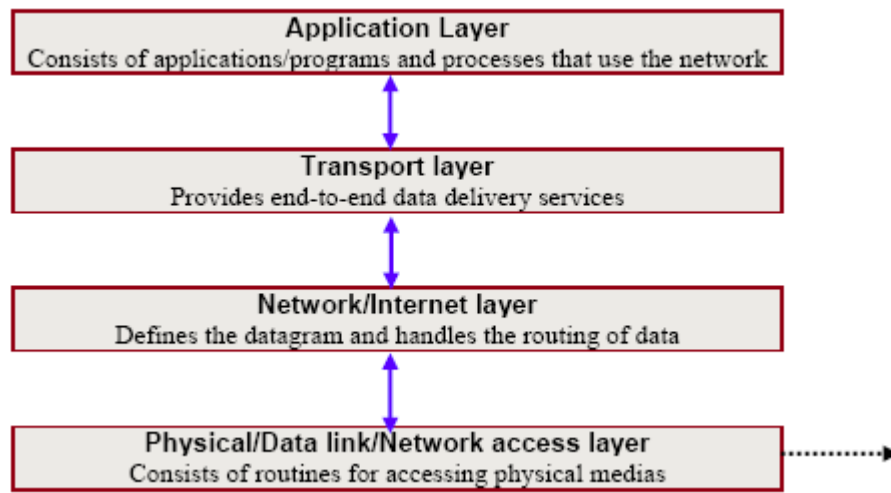 Application Layer
Consists of applications/programs and processes that use the network
Transport layer
Provides end-to-end data delivery services
Network/Internet layer
Defines the datagram and handles the routing of data
Physical/Data link/Network access layer
Consists of routines for accessing physical medias